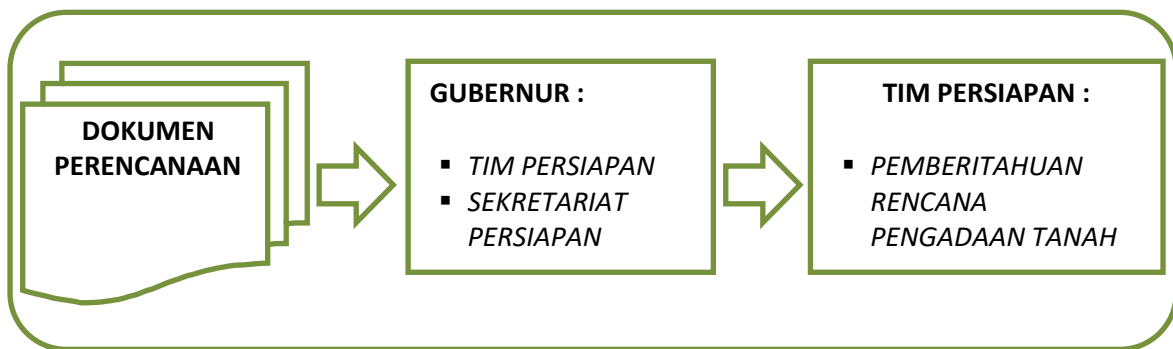 DOKUMEN
PERENCANAAN
GUBERNUR :
▪ TIM PERSIAPAN
▪ SEKRETARIAT
PERSIAPAN
TIM PERSIAPAN :
▪ PEMBERITAHUAN
RENCANA
PENGADAAN TANAH